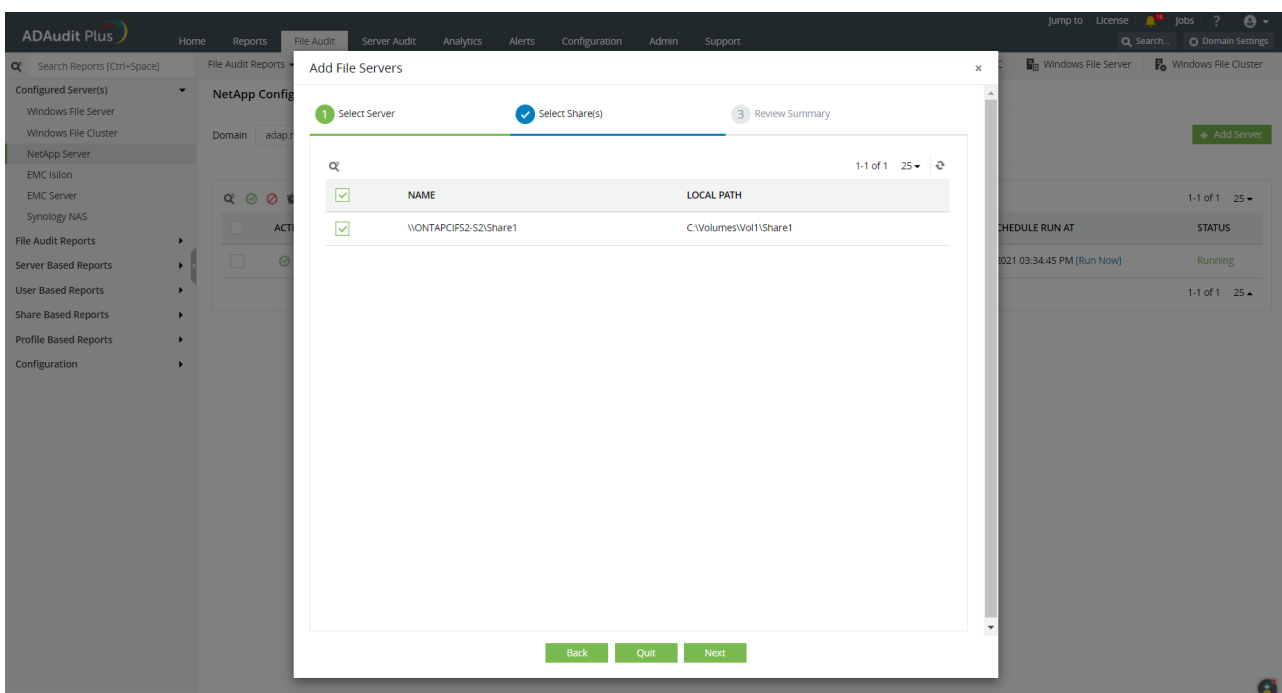 Jump to License 15 Jobs ?
ADAudit Plus Home Reports File Audit Server Audit Analytics Alerts Configuration Admin Support Search... Domain Settings
Search Reports [Ctrl+Space] File Audit Reports Add File Servers × Windows File Server Windows File Cluster
Configured Server(s) NetApp Config
Windows File Server 1 Select Server Select Share(s) 3 Review Summary
Windows File Cluster Domain adap.r + Add Server
NetApp Server
EMC Isilon 1-1 of 1 25
EMC Server NAME LOCAL PATH 1-1 of 1 25
Synology NAS
File Audit Reports ACTI \\ONTAPCIFS2-S2\Share1 C:\Volumes\Vol1\Share1 CHEDULE RUN AT STATUS
Server Based Reports 2021 03:34:45 PM [Run Now] Running
User Based Reports 1-1 of 1 25
Share Based Reports
Profile Based Reports
Configuration
Back Quit Next